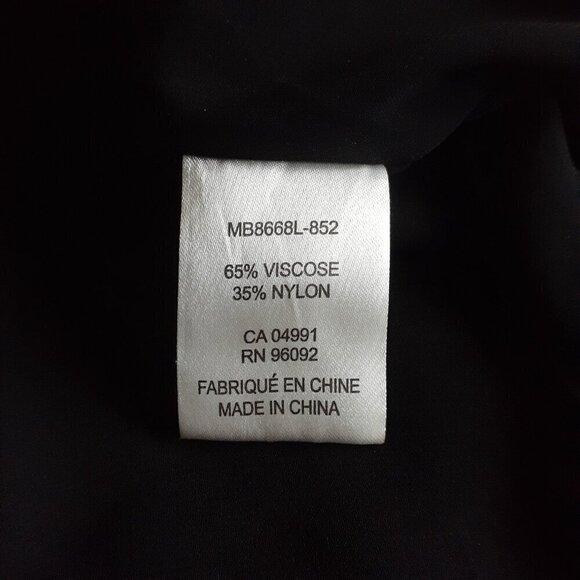 MB8668L-852
65% VISCOSE
35% NYLON
CA 04991
RN 96092
FABRIQUÉ EN CHINE
MADE IN CHINA